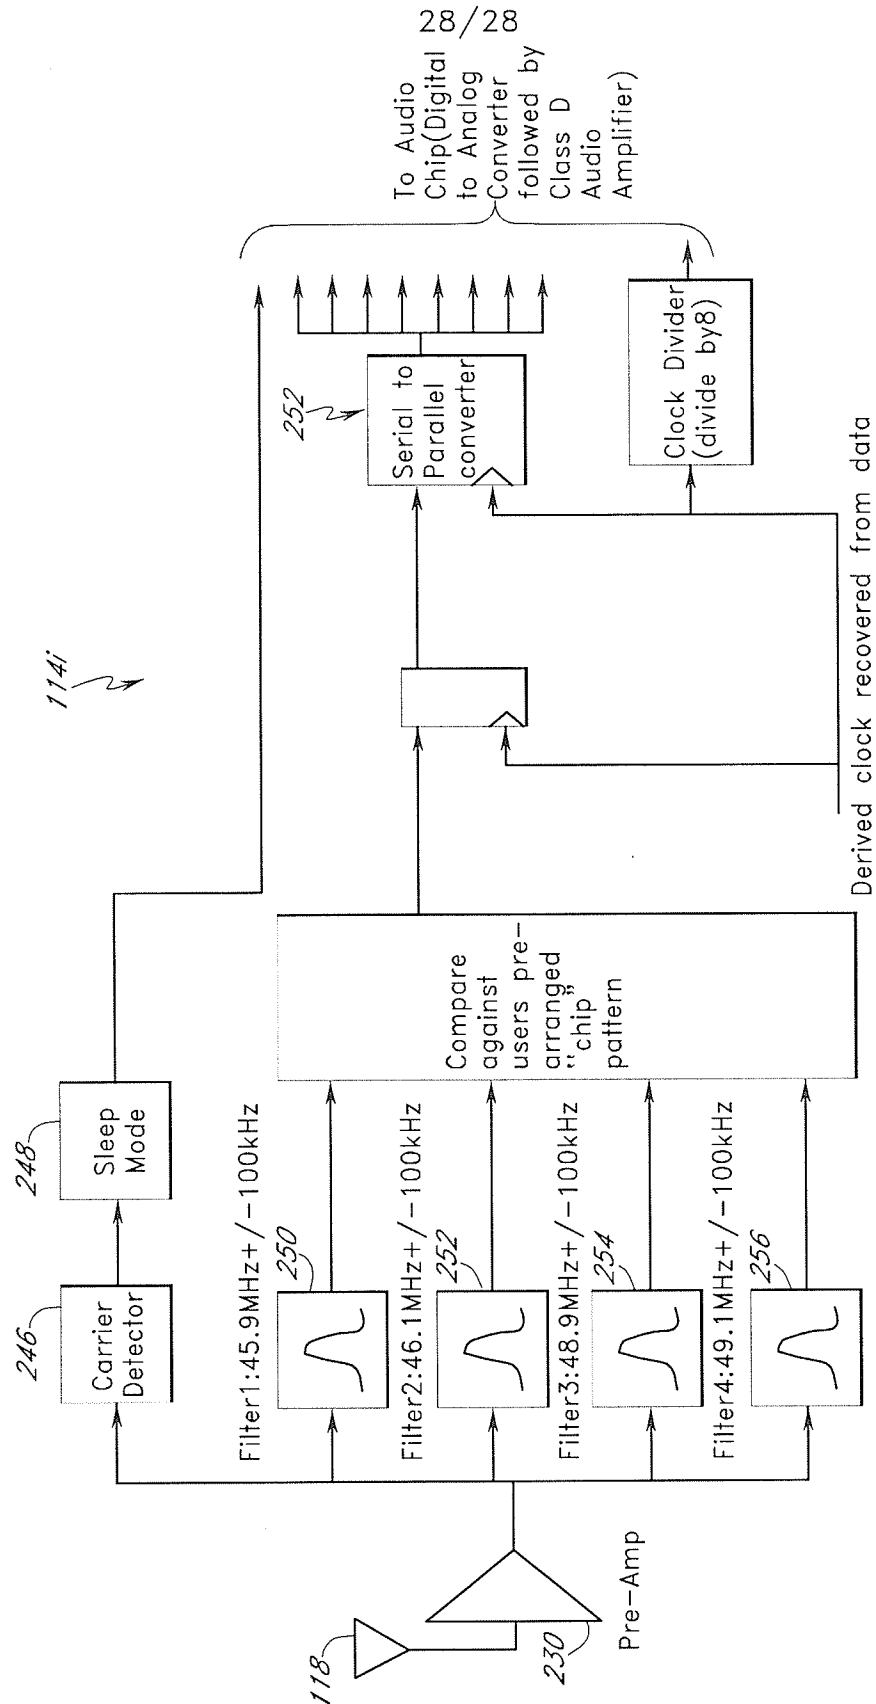 28/28
To Audio
Chip(Digital
to Analog
Converter
followed by
Class D
Audio
Amplifier)
114i
246
Carrier
Detector
248
Sleep
Mode
Filter1:45.9MHz+/-100kHz
250
Filter2:46.1MHz+/-100kHz
252
Filter3:48.9MHz+/-100kHz
254
Filter4:49.1MHz+/-100kHz
256
118
230
Pre-Amp
Compare
against
users pre-
arranged
"chip"
pattern
252
Serial to
Parallel
converter
Clock Divider
(divide by8)
Derived clock recovered from data